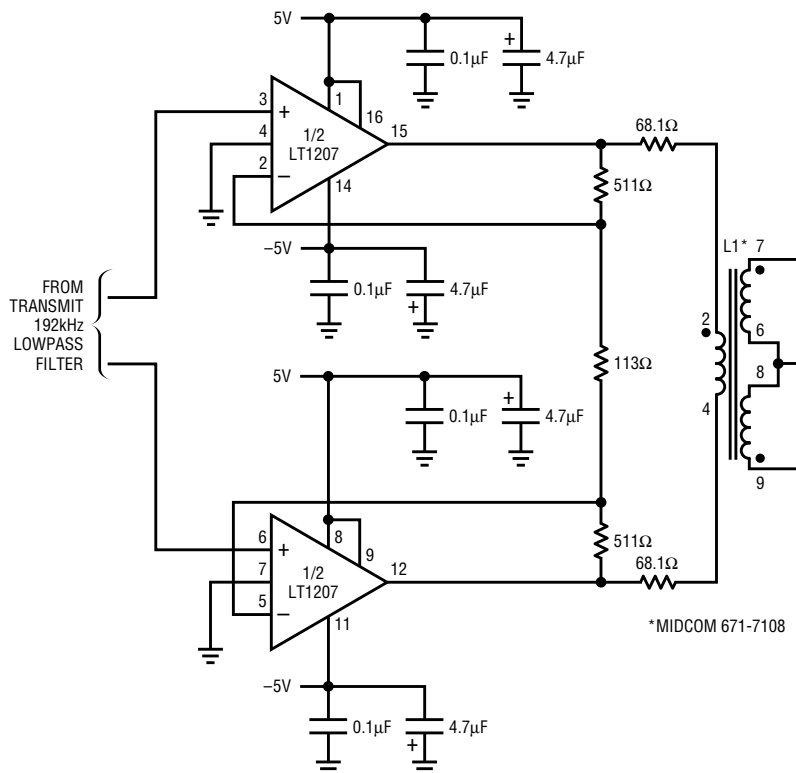 5V
0.1µF
4.7µF
+
3
+
1
16
15
68.1Ω
4
1/2
LT1207
2
−
14
511Ω
−5V
L1*
7
0.1µF
4.7µF
+
FROM
TRANSMIT
192kHz
LOWPASS
FILTER
2
6
113Ω
8
5V
4
0.1µF
4.7µF
+
9
6
+
8
9
511Ω
7
1/2
LT1207
12
68.1Ω
5
−
11
*MIDCOM 671-7108
−5V
0.1µF
4.7µF
+